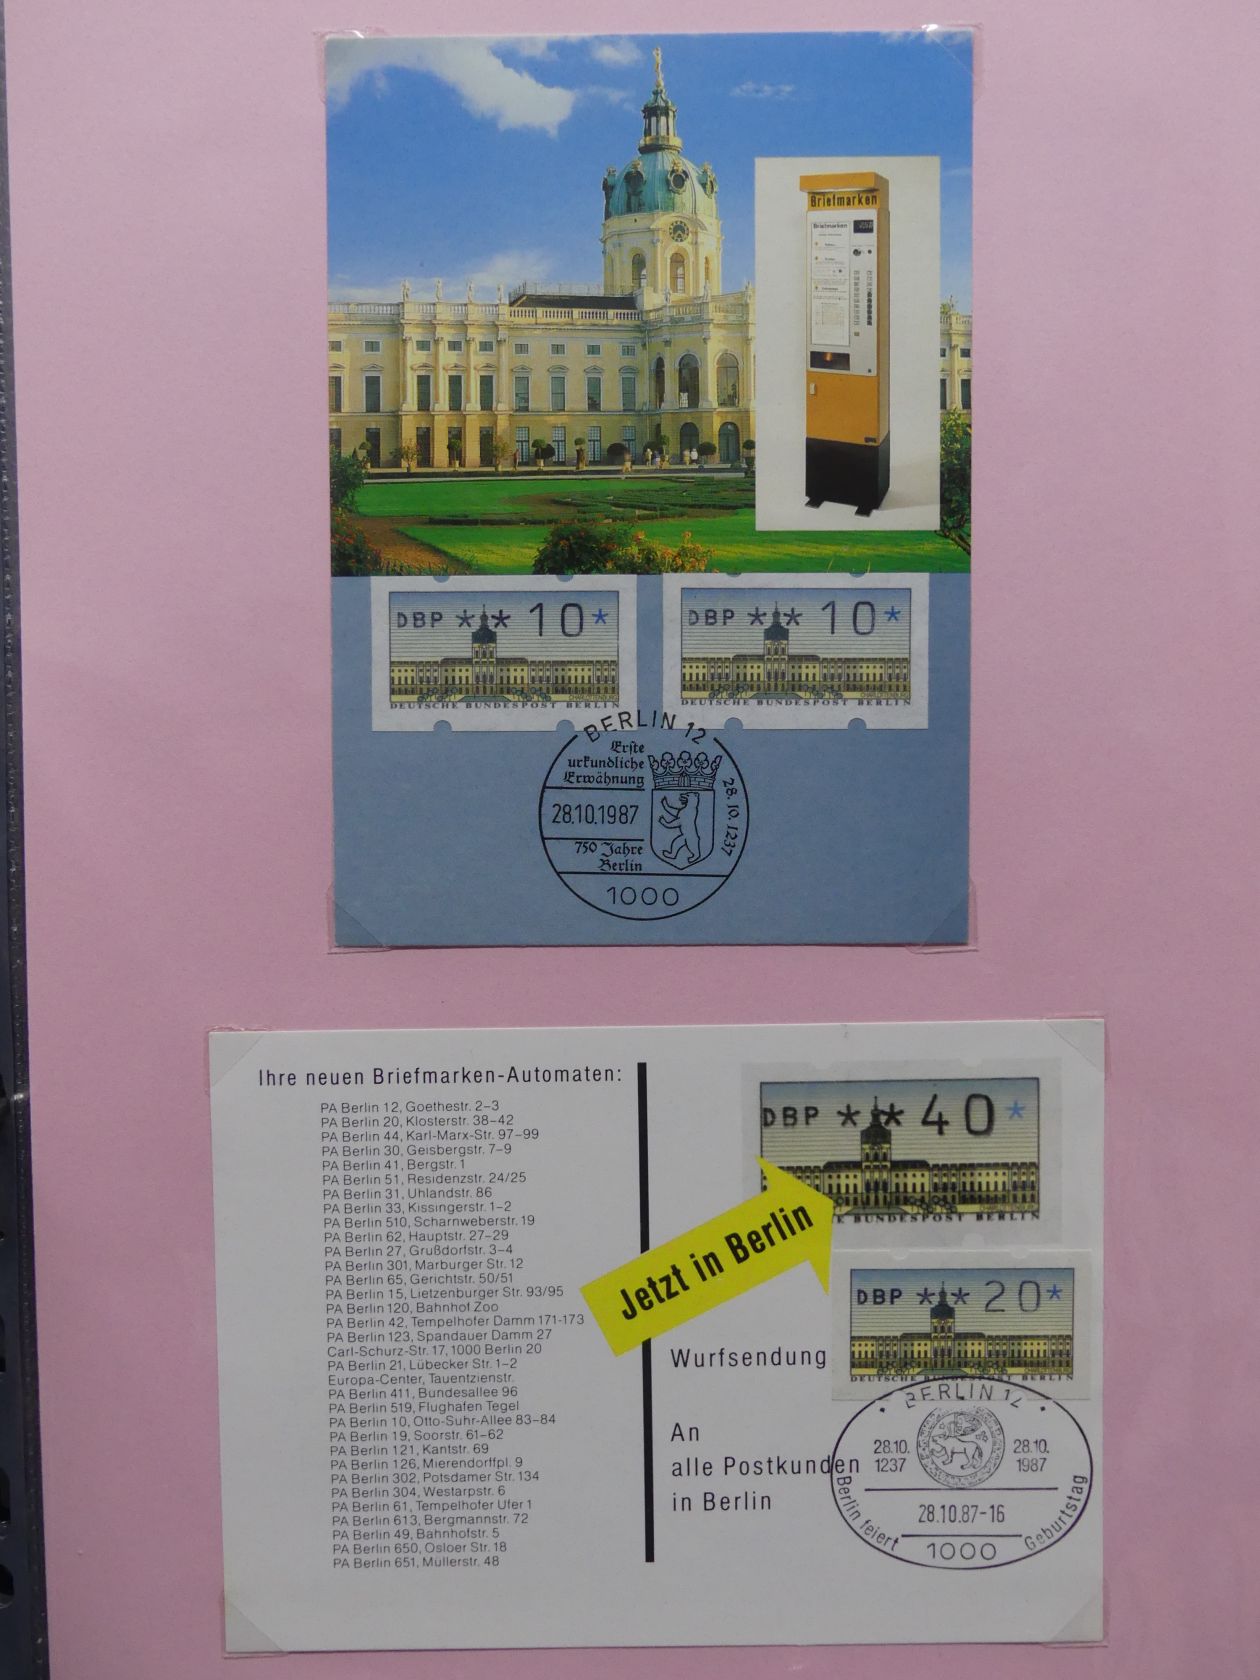 Briefmarken
Briefmarken
DBP ** 10*
CHARLOTTENBURG
DEUTSCHE BUNDESPOST BERLIN
DBP ** 10*
CHARLOTTENBURG
DEUTSCHE BUNDESPOST BERLIN
BERLIN 12
Erste
urkundliche
Erwähnung
28.10.1987
28.10.1237
750 Jahre
Berlin
1000
Ihre neuen Briefmarken-Automaten:
PA Berlin 12, Goethestr. 2–3
PA Berlin 20, Klosterstr. 38–42
PA Berlin 44, Karl-Marx-Str. 97–99
PA Berlin 30, Geisbergstr. 7–9
PA Berlin 41, Bergstr. 1
PA Berlin 51, Residenzstr. 24/25
PA Berlin 31, Uhlandstr. 86
PA Berlin 33, Kissingerstr. 1–2
PA Berlin 510, Scharnweberstr. 19
PA Berlin 62, Hauptstr. 27–29
PA Berlin 27, Grußdorfstr. 3–4
PA Berlin 301, Marburger Str. 12
PA Berlin 65, Gerichtstr. 50/51
PA Berlin 15, Lietzenburger Str. 93/95
PA Berlin 120, Bahnhof Zoo
PA Berlin 42, Tempelhofer Damm 171-173
PA Berlin 123, Spandauer Damm 27
Carl-Schurz-Str. 17, 1000 Berlin 20
PA Berlin 21, Lübecker Str. 1–2
Europa-Center, Tauentzienstr.
PA Berlin 411, Bundesallee 96
PA Berlin 519, Flughafen Tegel
PA Berlin 10, Otto-Suhr-Allee 83–84
PA Berlin 19, Soorstr. 61–62
PA Berlin 121, Kantstr. 69
PA Berlin 126, Mierendorffpl. 9
PA Berlin 302, Potsdamer Str. 134
PA Berlin 304, Westarpstr. 6
PA Berlin 61, Tempelhofer Ufer 1
PA Berlin 613, Bergmannstr. 72
PA Berlin 49, Bahnhofstr. 5
PA Berlin 650, Osloer Str. 18
PA Berlin 651, Müllerstr. 48
DBP ** 40*
CHARLOTTENBURG
BUNDESPOST BERLIN
Jetzt in Berlin
DBP ** 20*
DEUTSCHE BUNDESPOST BERLIN
Wurfsendung
An
alle Postkunden
in Berlin
BERLIN 12
28.10. 1237
28.10. 1987
28.10.87-16
Berlin feiert Geburtstag
1000